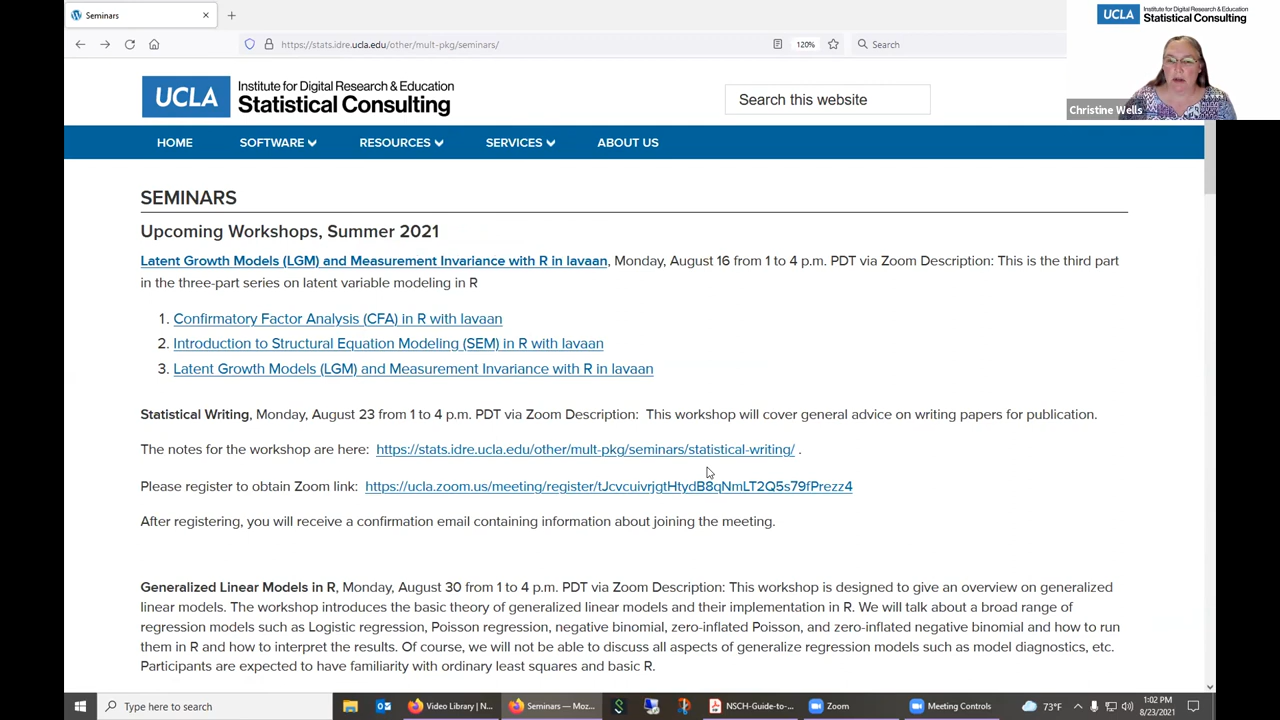 Seminars
https://stats.idre.ucla.edu/other/mult-pkg/seminars/
120%
Search
UCLA Institute for Digital Research & Education
Statistical Consulting
Christine Wells
UCLA Institute for Digital Research & Education
Statistical Consulting
Search this website
HOME SOFTWARE RESOURCES SERVICES ABOUT US
SEMINARS
Upcoming Workshops, Summer 2021
Latent Growth Models (LGM) and Measurement Invariance with R in lavaan, Monday, August 16 from 1 to 4 p.m. PDT via Zoom Description: This is the third part
in the three-part series on latent variable modeling in R
1. Confirmatory Factor Analysis (CFA) in R with lavaan
2. Introduction to Structural Equation Modeling (SEM) in R with lavaan
3. Latent Growth Models (LGM) and Measurement Invariance with R in lavaan
Statistical Writing, Monday, August 23 from 1 to 4 p.m. PDT via Zoom Description: This workshop will cover general advice on writing papers for publication.
The notes for the workshop are here: https://stats.idre.ucla.edu/other/mult-pkg/seminars/statistical-writing/ .
Please register to obtain Zoom link: https://ucla.zoom.us/meeting/register/tJcvcuivrjgtHtydB8qNmLT2Q5s79fPrezz4
After registering, you will receive a confirmation email containing information about joining the meeting.
Generalized Linear Models in R, Monday, August 30 from 1 to 4 p.m. PDT via Zoom Description: This workshop is designed to give an overview on generalized
linear models. The workshop introduces the basic theory of generalized linear models and their implementation in R. We will talk about a broad range of
regression models such as Logistic regression, Poisson regression, negative binomial, zero-inflated Poisson, and zero-inflated negative binomial and how to run
them in R and how to interpret the results. Of course, we will not be able to discuss all aspects of generalize regression models such as model diagnostics, etc.
Participants are expected to have familiarity with ordinary least squares and basic R.
Type here to search
Video Library | N...
Seminars — Moz...
NSCH-Guide-to-...
Zoom
Meeting Controls
73°F
1:02 PM
8/23/2021